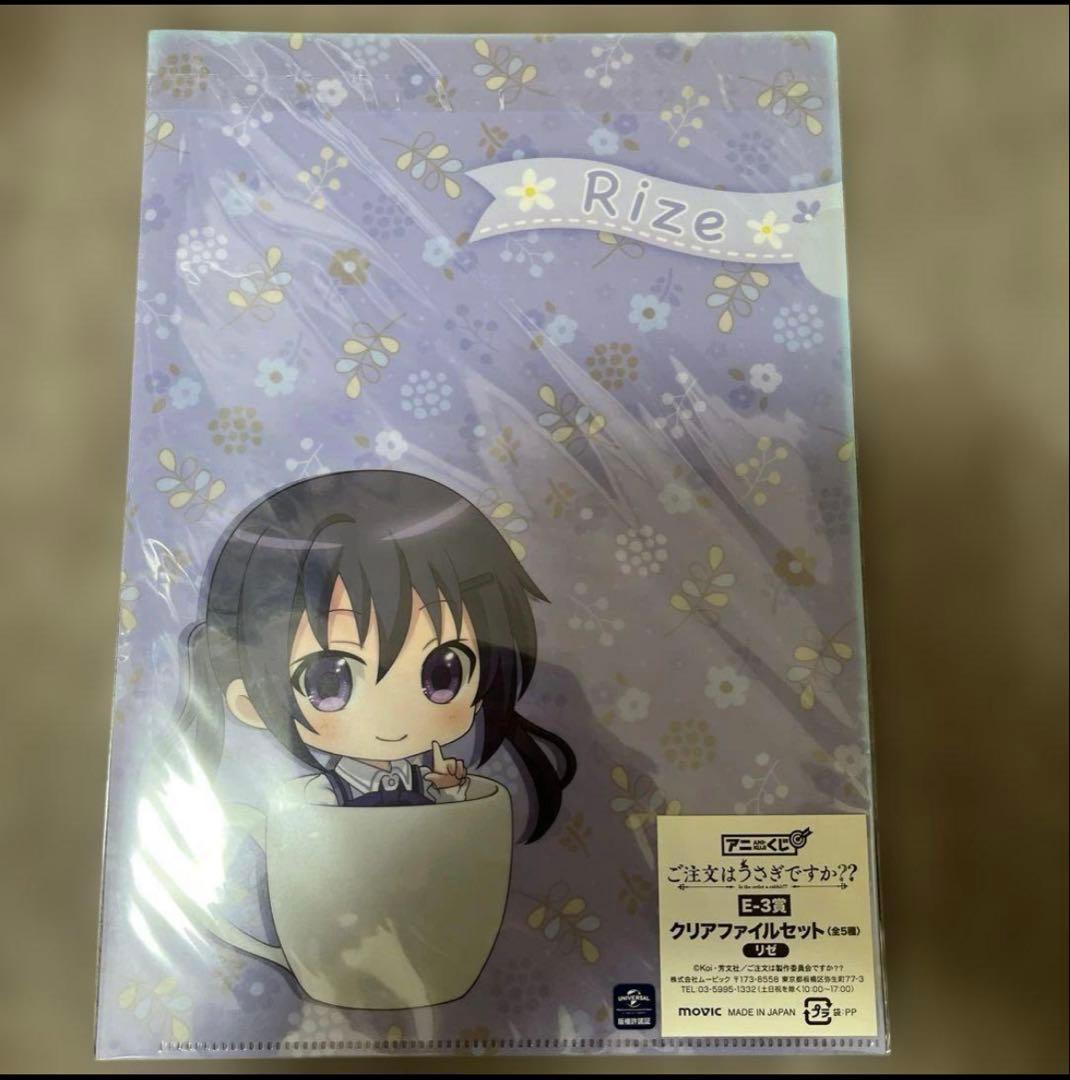 Rize
アニくじ
ANI-KUJI
ご注文はうさぎですか??
Is the order a rabbit??
E-3賞
クリアファイルセット〈全5種〉
リゼ
©Koi・芳文社／ご注文は製作委員会ですか??
株式会社ムービック 〒173-8558 東京都板橋区弥生町77-3
TEL:03-5995-1332(土日祝を除く10:00~17:00)
movic MADE IN JAPAN プラ 袋:PP
UNIVERSAL
版権許諾証